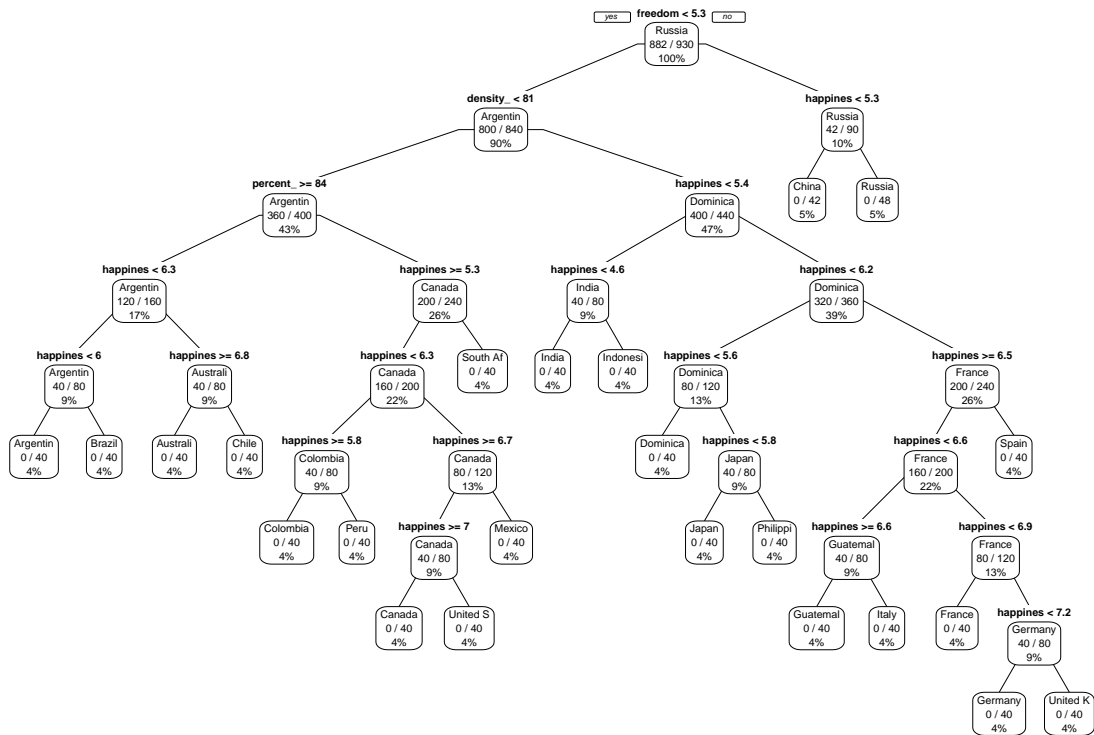 yes freedom < 5.3 no
Russia
882 / 930
100%
density_ < 81
Argentin
800 / 840
90%
happines < 5.3
Russia
42 / 90
10%
percent_ >= 84
Argentin
360 / 400
43%
happines < 5.4
Dominica
400 / 440
47%
China
0 / 42
5%
Russia
0 / 48
5%
happines < 6.3
Argentin
120 / 160
17%
happines >= 5.3
Canada
200 / 240
26%
happines < 4.6
India
40 / 80
9%
happines < 6.2
Dominica
320 / 360
39%
happines < 6
Argentin
40 / 80
9%
happines >= 6.8
Australi
40 / 80
9%
happines < 6.3
Canada
160 / 200
22%
South Af
0 / 40
4%
India
0 / 40
4%
Indonesi
0 / 40
4%
happines < 5.6
Dominica
80 / 120
13%
happines >= 6.5
France
200 / 240
26%
Argentin
0 / 40
4%
Brazil
0 / 40
4%
Australi
0 / 40
4%
Chile
0 / 40
4%
happines >= 5.8
Colombia
40 / 80
9%
happines >= 6.7
Canada
80 / 120
13%
Dominica
0 / 40
4%
happines < 5.8
Japan
40 / 80
9%
happines < 6.6
France
160 / 200
22%
Spain
0 / 40
4%
Colombia
0 / 40
4%
Peru
0 / 40
4%
happines >= 7
Canada
40 / 80
9%
Mexico
0 / 40
4%
Japan
0 / 40
4%
Philippi
0 / 40
4%
happines >= 6.6
Guatemal
40 / 80
9%
happines < 6.9
France
80 / 120
13%
Canada
0 / 40
4%
United S
0 / 40
4%
Guatemal
0 / 40
4%
Italy
0 / 40
4%
France
0 / 40
4%
happines < 7.2
Germany
40 / 80
9%
Germany
0 / 40
4%
United K
0 / 40
4%